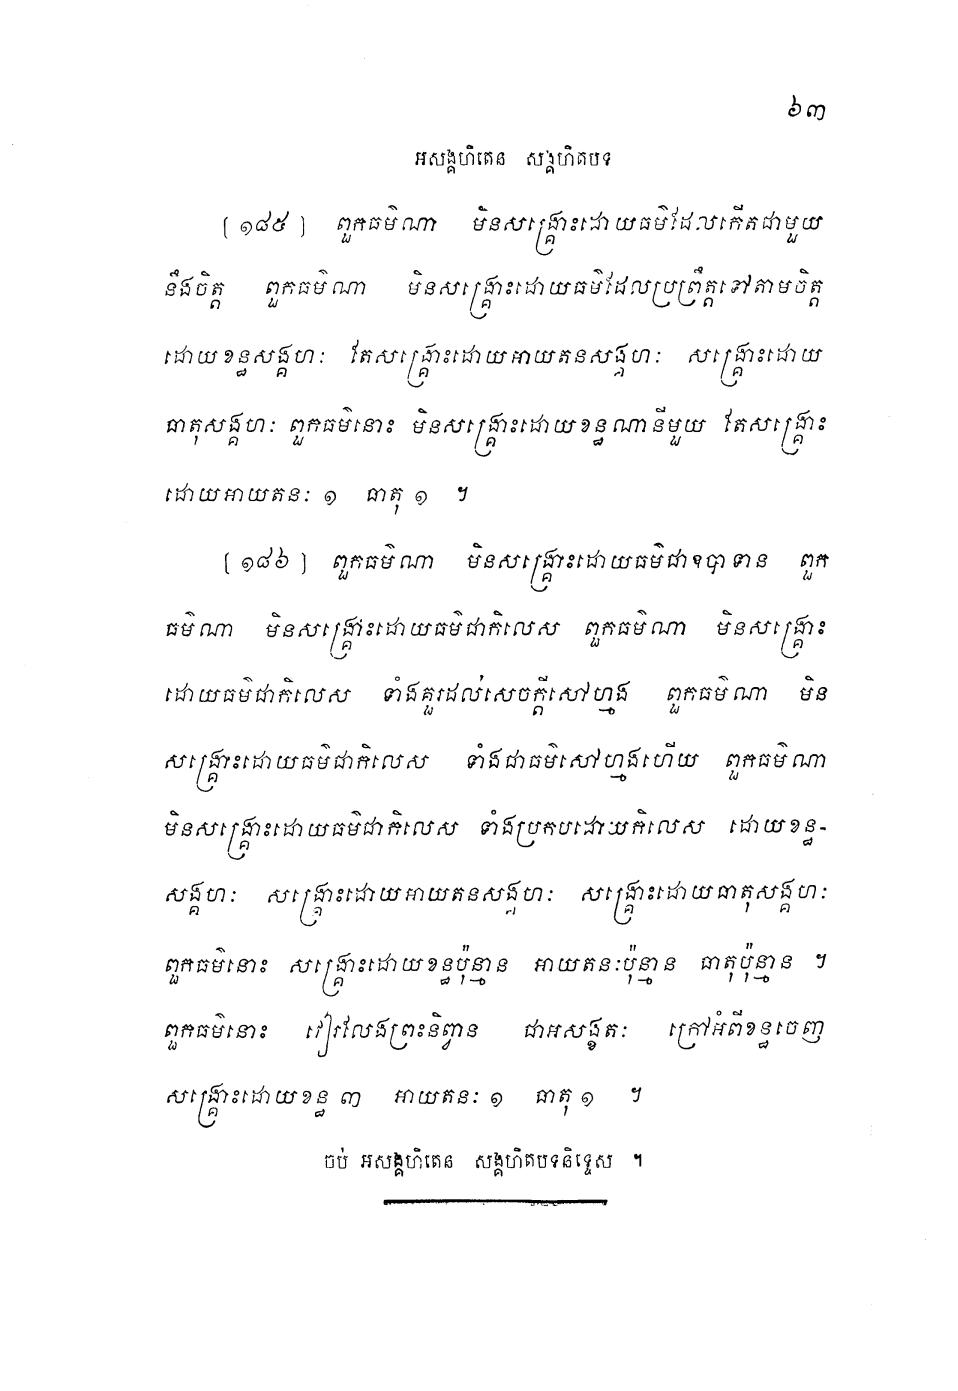 ៦៣
អសង្គហិតេន សង្គហិតបទ
[១៨៥] ពួកធម៌ណា មិនសង្គ្រោះដោយធម៌ដែលកើតជាមួយ
នឹងចិត្ត ពួកធម៌ណា មិនសង្គ្រោះដោយធម៌ដែលប្រព្រឹត្តទៅតាមចិត្ត
ដោយខន្ធសង្គហៈ តែសង្គ្រោះដោយអាយតនសង្គហៈ សង្គ្រោះដោយ
ធាតុសង្គហៈ ពួកធម៌នោះ មិនសង្គ្រោះដោយខន្ធណានីមួយ តែសង្គ្រោះ
ដោយអាយតនៈ ១ ធាតុ ១ ។
[១៨៦] ពួកធម៌ណា មិនសង្គ្រោះដោយធម៌ជាឧបាទាន ពួក
ធម៌ណា មិនសង្គ្រោះដោយធម៌ជាកិលេស ពួកធម៌ណា មិនសង្គ្រោះ
ដោយធម៌ជាកិលេស ទាំងគួរដល់សេចក្តីសៅហ្មង ពួកធម៌ណា មិន
សង្គ្រោះដោយធម៌ជាកិលេស ទាំងជាធម៌សៅហ្មងហើយ ពួកធម៌ណា
មិនសង្គ្រោះដោយធម៌ជាកិលេស ទាំងប្រកបដោយកិលេស ដោយខន្ធ-
សង្គហៈ សង្គ្រោះដោយអាយតនសង្គហៈ សង្គ្រោះដោយធាតុសង្គហៈ
ពួកធម៌នោះ សង្គ្រោះដោយខន្ធប៉ុន្មាន អាយតនៈប៉ុន្មាន ធាតុប៉ុន្មាន ។
ពួកធម៌នោះ វៀរលែងព្រះនិព្វាន ជាអសង្ខតៈ ក្រៅអំពីខន្ធចេញ
សង្គ្រោះដោយខន្ធ ៣ អាយតនៈ ១ ធាតុ ១ ។
ចប់ អសង្គហិតេន សង្គហិតបទនិទ្ទេស ។